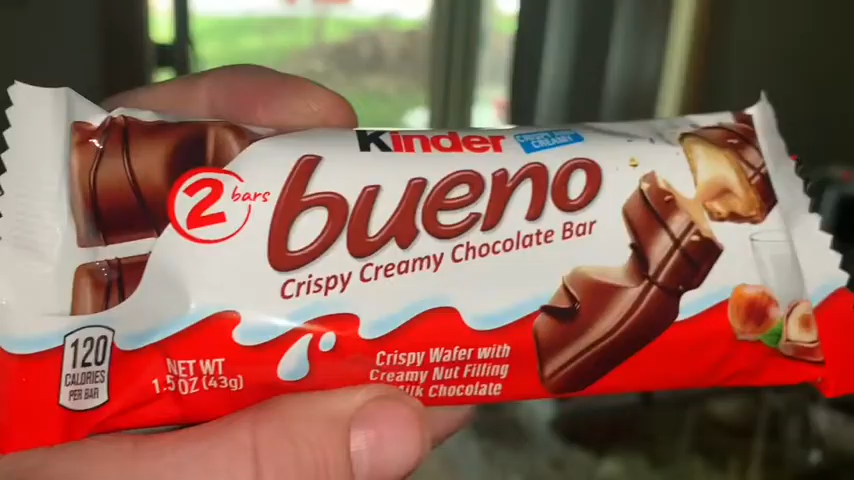 Kinder
CRISPY AND
CREAMY
2 bars
bueno
Crispy Creamy Chocolate Bar
120
CALORIES
PER BAR
NET WT
1.5 OZ (43g)
Crispy Wafer with
Creamy Nut Filling
Chocolate